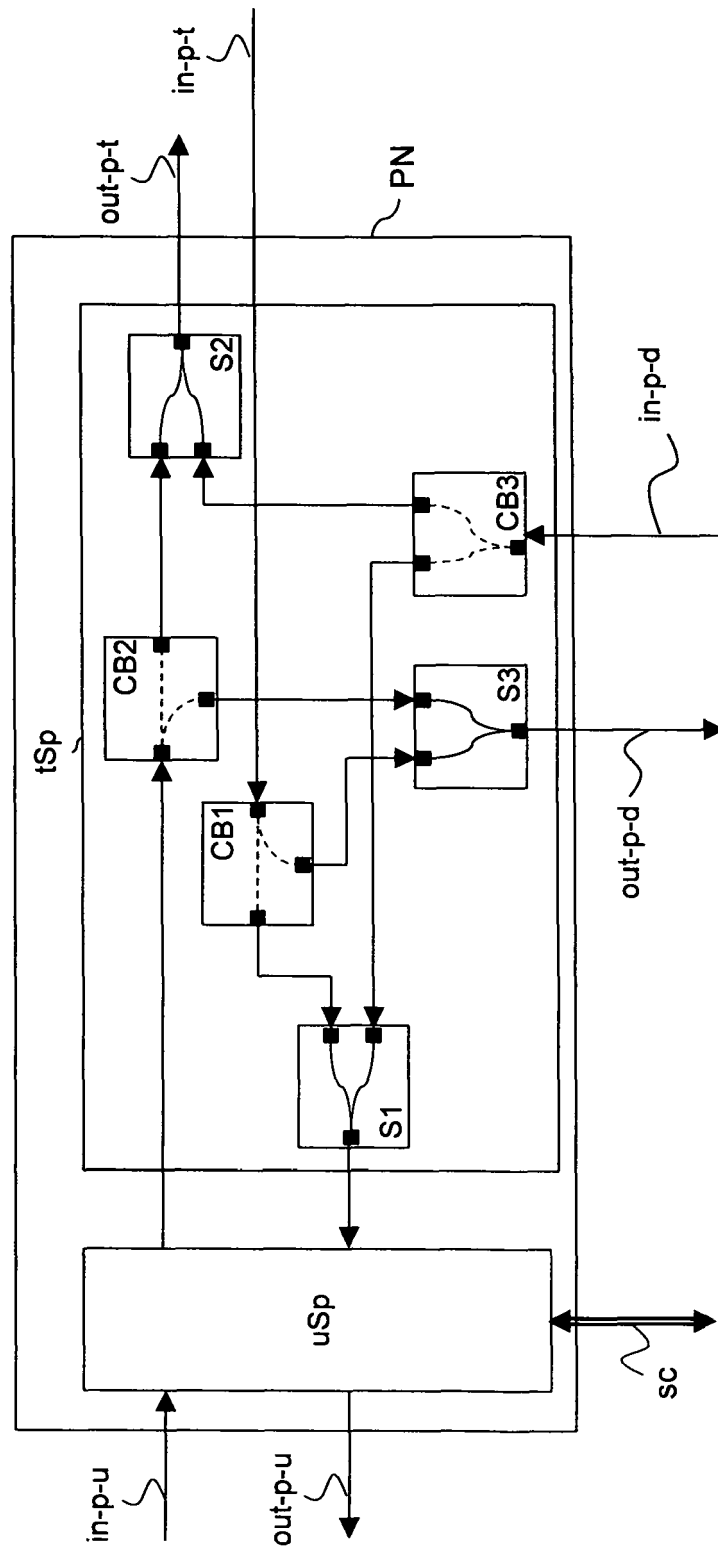 in-p-t
out-p-t
PN
S2
in-p-d
CB3
CB2
tSp
S3
CB1
out-p-d
S1
uSp
sc
in-p-u
out-p-u